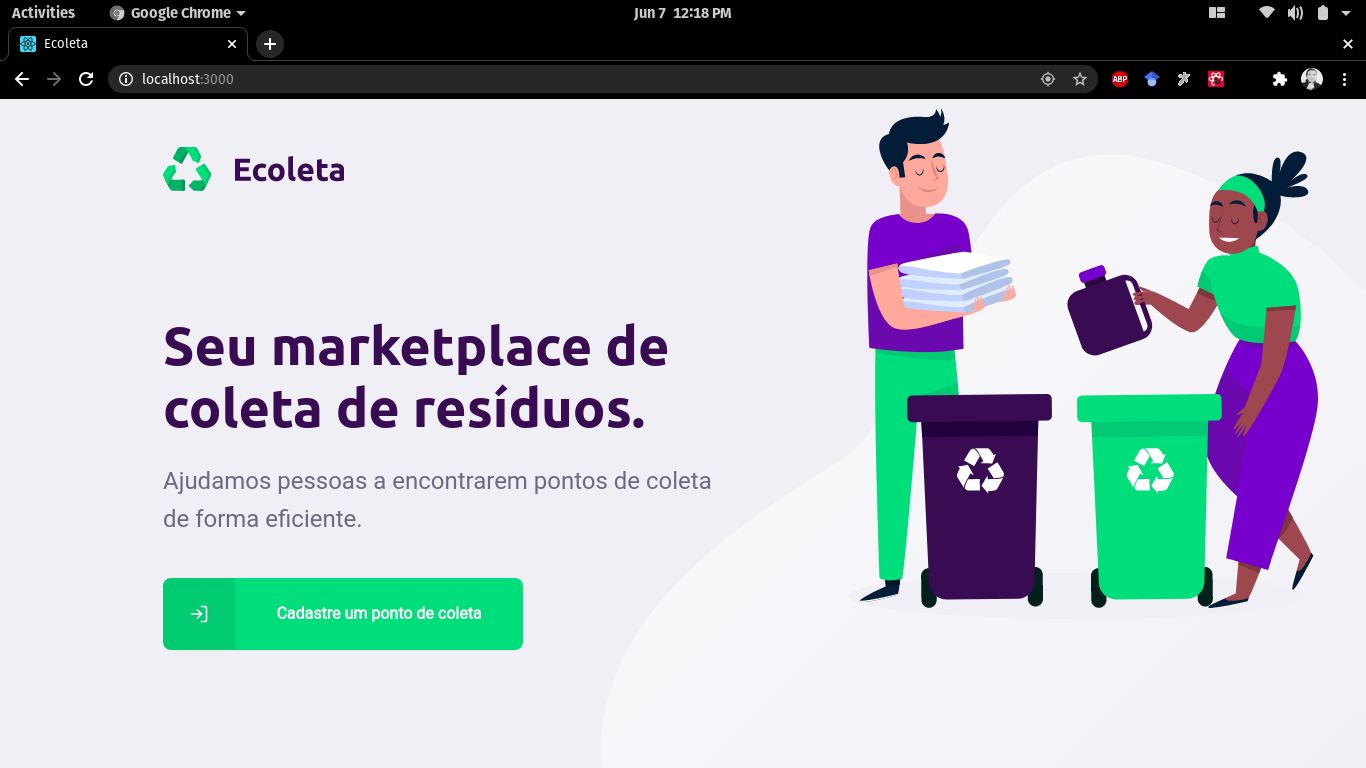 Activities
Google Chrome
Jun 7 12:18 PM
Ecoleta
localhost:3000
ABP
Ecoleta
Seu marketplace de
coleta de resíduos.
Ajudamos pessoas a encontrarem pontos de coleta
de forma eficiente.
Cadastre um ponto de coleta